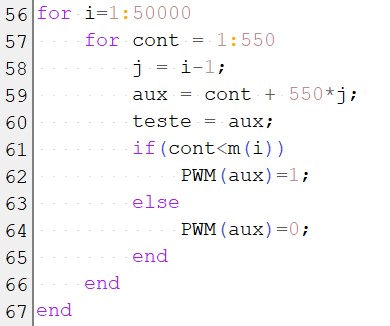 56 for i=1:50000
57 for cont = 1:550
58 j = i-1;
59 aux = cont + 550*j;
60 teste = aux;
61 if(cont<m(i))
62 PWM(aux)=1;
63 else
64 PWM(aux)=0;
65 end
66 end
67 end